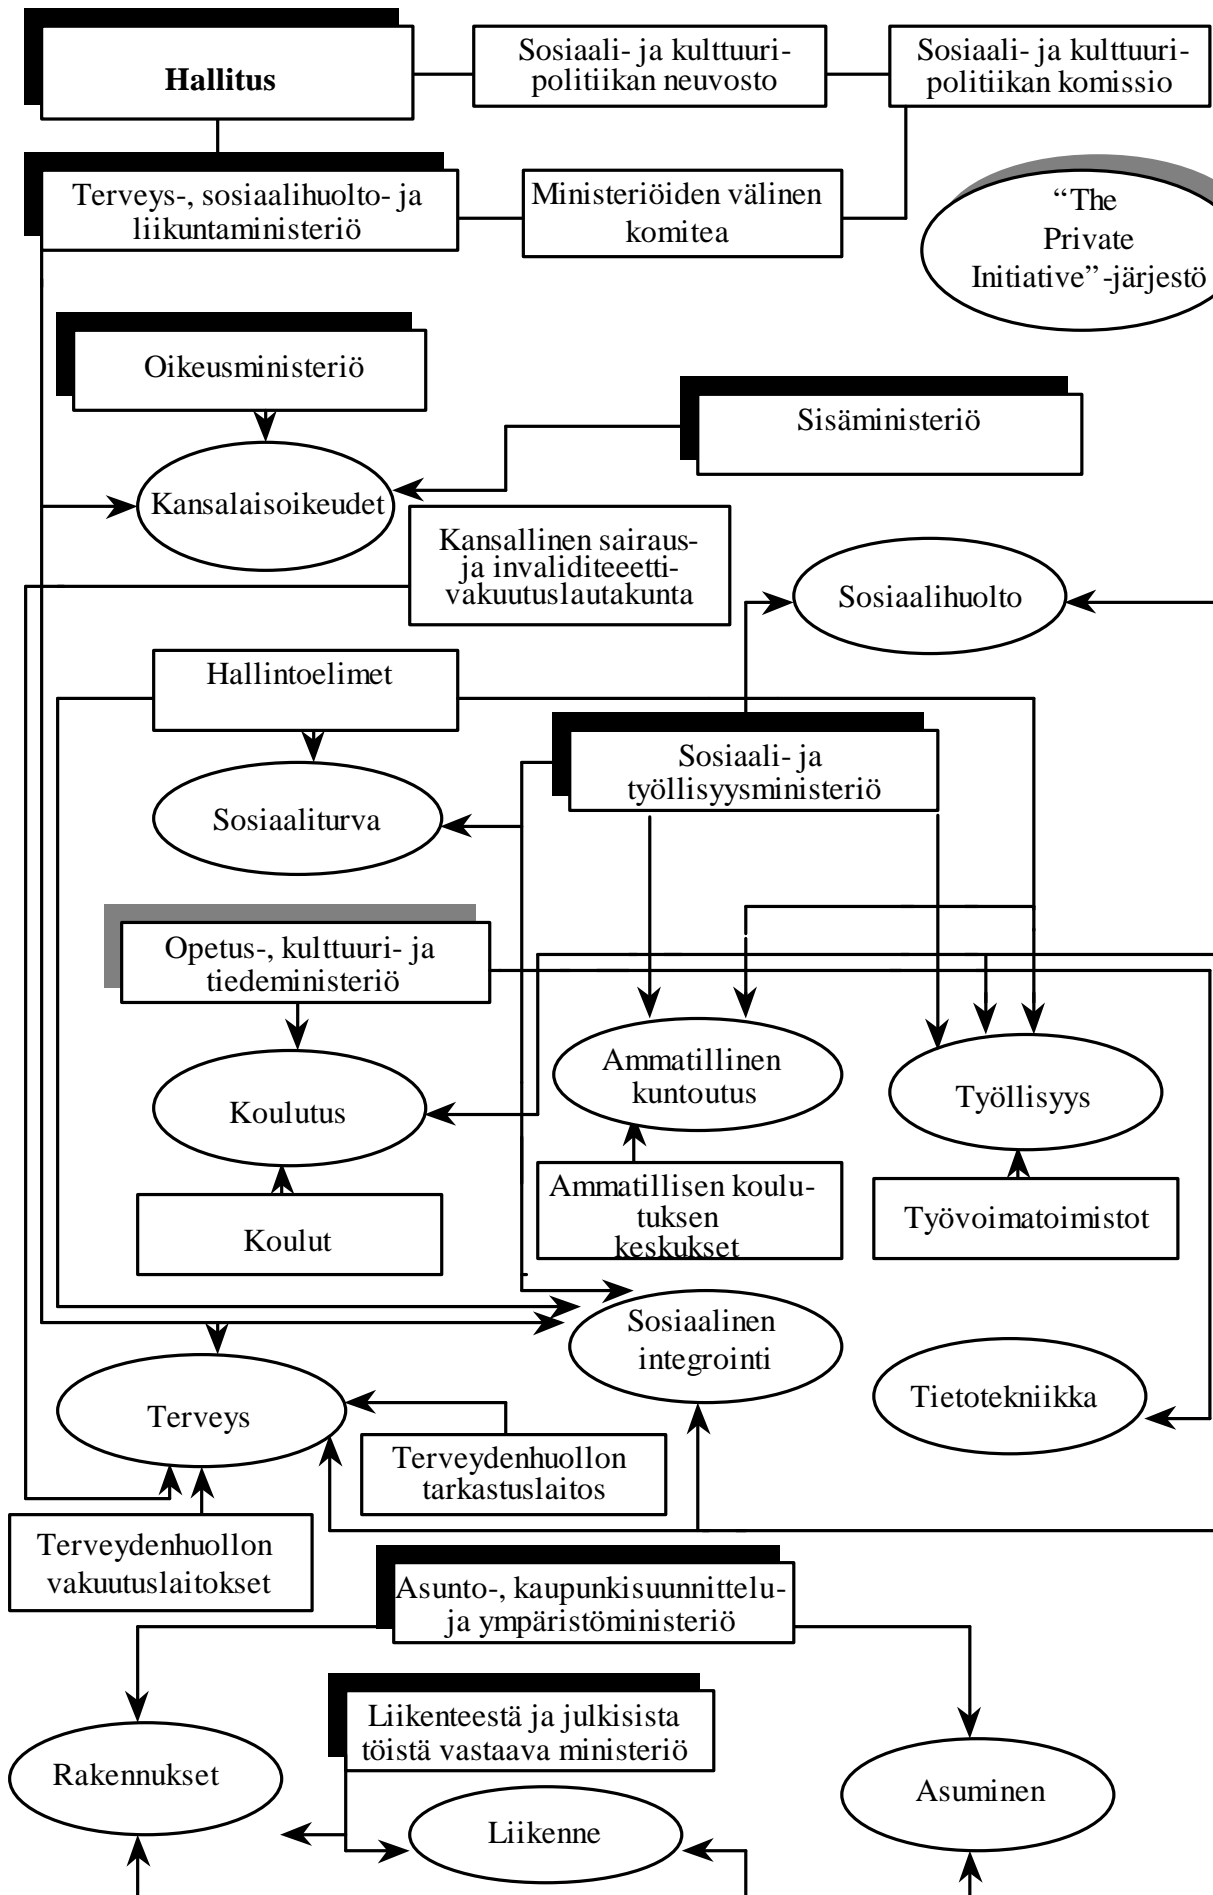 Hallitus
Sosiaali- ja kulttuuri-
politiikan neuvosto
Sosiaali- ja kulttuuri-
politiikan komissio
Terveys-, sosiaalihuolto- ja
liikuntaministeriö
Ministeriöiden välinen
komitea
“The
Private
Initiative”-järjestö
Oikeusministeriö
Sisäministeriö
Kansalaisoikeudet
Kansallinen sairaus-
ja invaliditeeetti-
vakuutuslautakunta
Sosiaalihuolto
Hallintoelimet
Sosiaali- ja
työllisyysministeriö
Sosiaaliturva
Opetus-, kulttuuri- ja
tiedeministeriö
Ammatillinen
kuntoutus
Työllisyys
Koulutus
Ammatillisen koulu-
tuksen
keskukset
Työvoimatoimistot
Koulut
Sosiaalinen
integrointi
Tietotekniikka
Terveys
Terveydenhuollon
tarkastuslaitos
Terveydenhuollon
vakuutuslaitokset
Asunto-, kaupunkisuunnittelu-
ja ympäristöministeriö
Liikenteestä ja julkisista
töistä vastaava ministeriö
Rakennukset
Asuminen
Liikenne